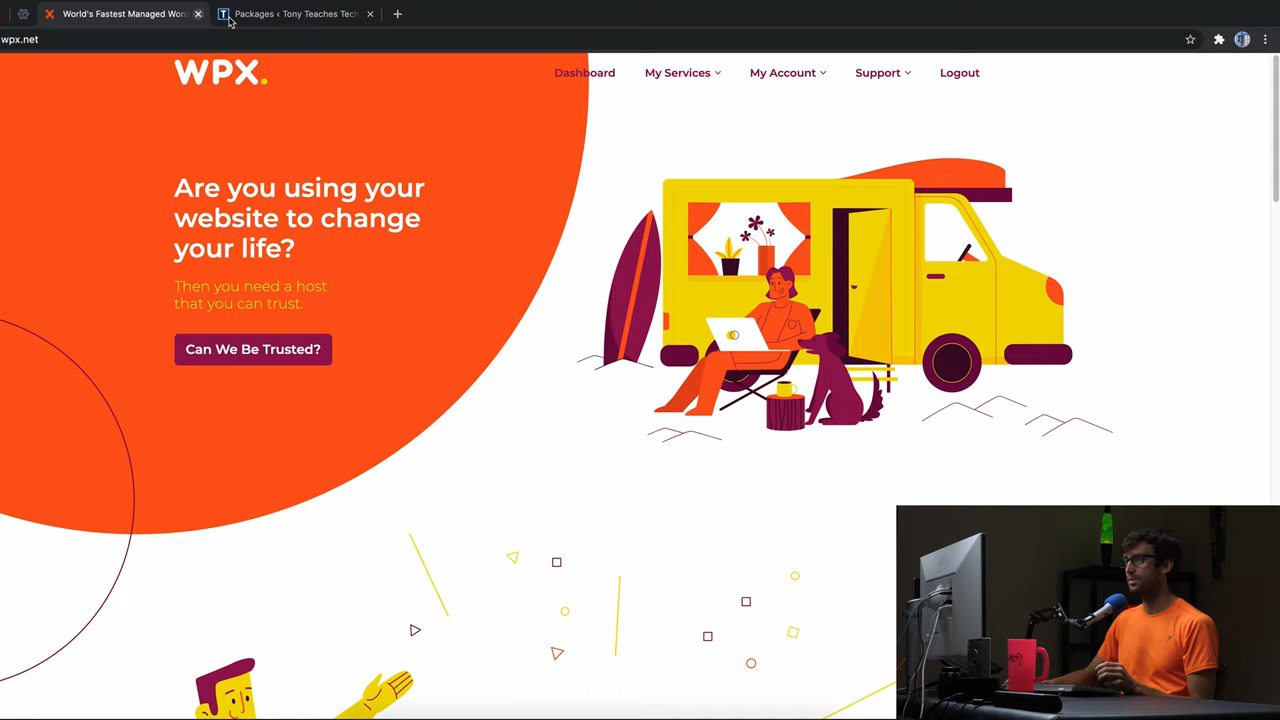 World's Fastest Managed Wor
T Packages ‹ Tony Teaches Tech
wpx.net
WPX.
Dashboard
My Services
My Account
Support
Logout
Are you using your
website to change
your life?
Then you need a host
that you can trust.
Can We Be Trusted?